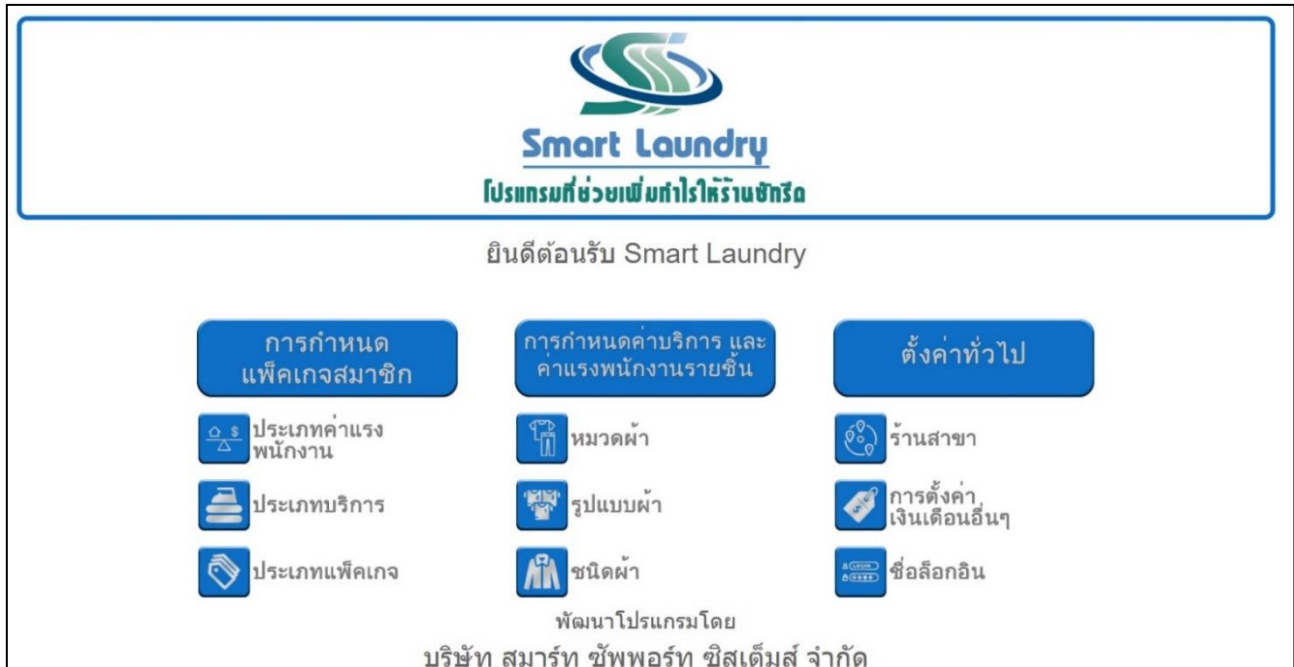 Smart Laundry
โปรแกรมที่ช่วยเพิ่มกำไรให้ร้านซักรีด
ยินดีต้อนรับ Smart Laundry
การกำหนด
แพ็คเกจสมาชิก
ประเภทค่าแรง
พนักงาน
ประเภทบริการ
ประเภทแพ็คเกจ
การกำหนดค่าบริการ และ
ค่าแรงพนักงานรายชิ้น
หมวดผ้า
รูปแบบผ้า
ชนิดผ้า
ตั้งค่าทั่วไป
ร้านสาขา
การตั้งค่า
เงินเดือนอื่นๆ
ชื่อล็อกอิน
พัฒนาโปรแกรมโดย
บริษัท สมาร์ท ซัพพอร์ท ซิสเต็มส์ จำกัด